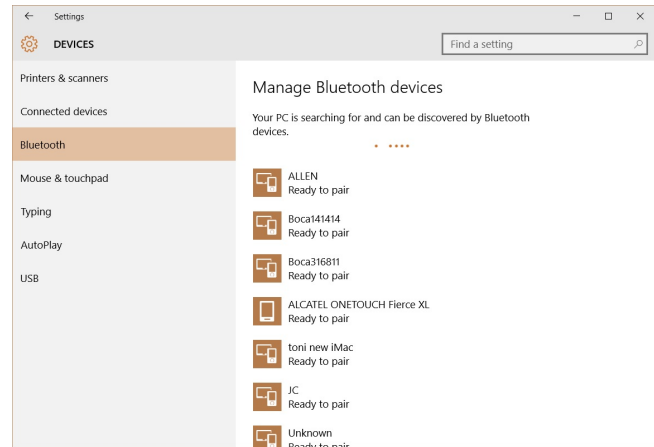 Settings
DEVICES
Find a setting
Printers & scanners
Connected devices
Bluetooth
Mouse & touchpad
Typing
AutoPlay
USB
Manage Bluetooth devices
Your PC is searching for and can be discovered by Bluetooth
devices.
ALLEN
Ready to pair
Boca141414
Ready to pair
Boca316811
Ready to pair
ALCATEL ONETOUCH Fierce XL
Ready to pair
toni new iMac
Ready to pair
JC
Ready to pair
Unknown
Ready to pair